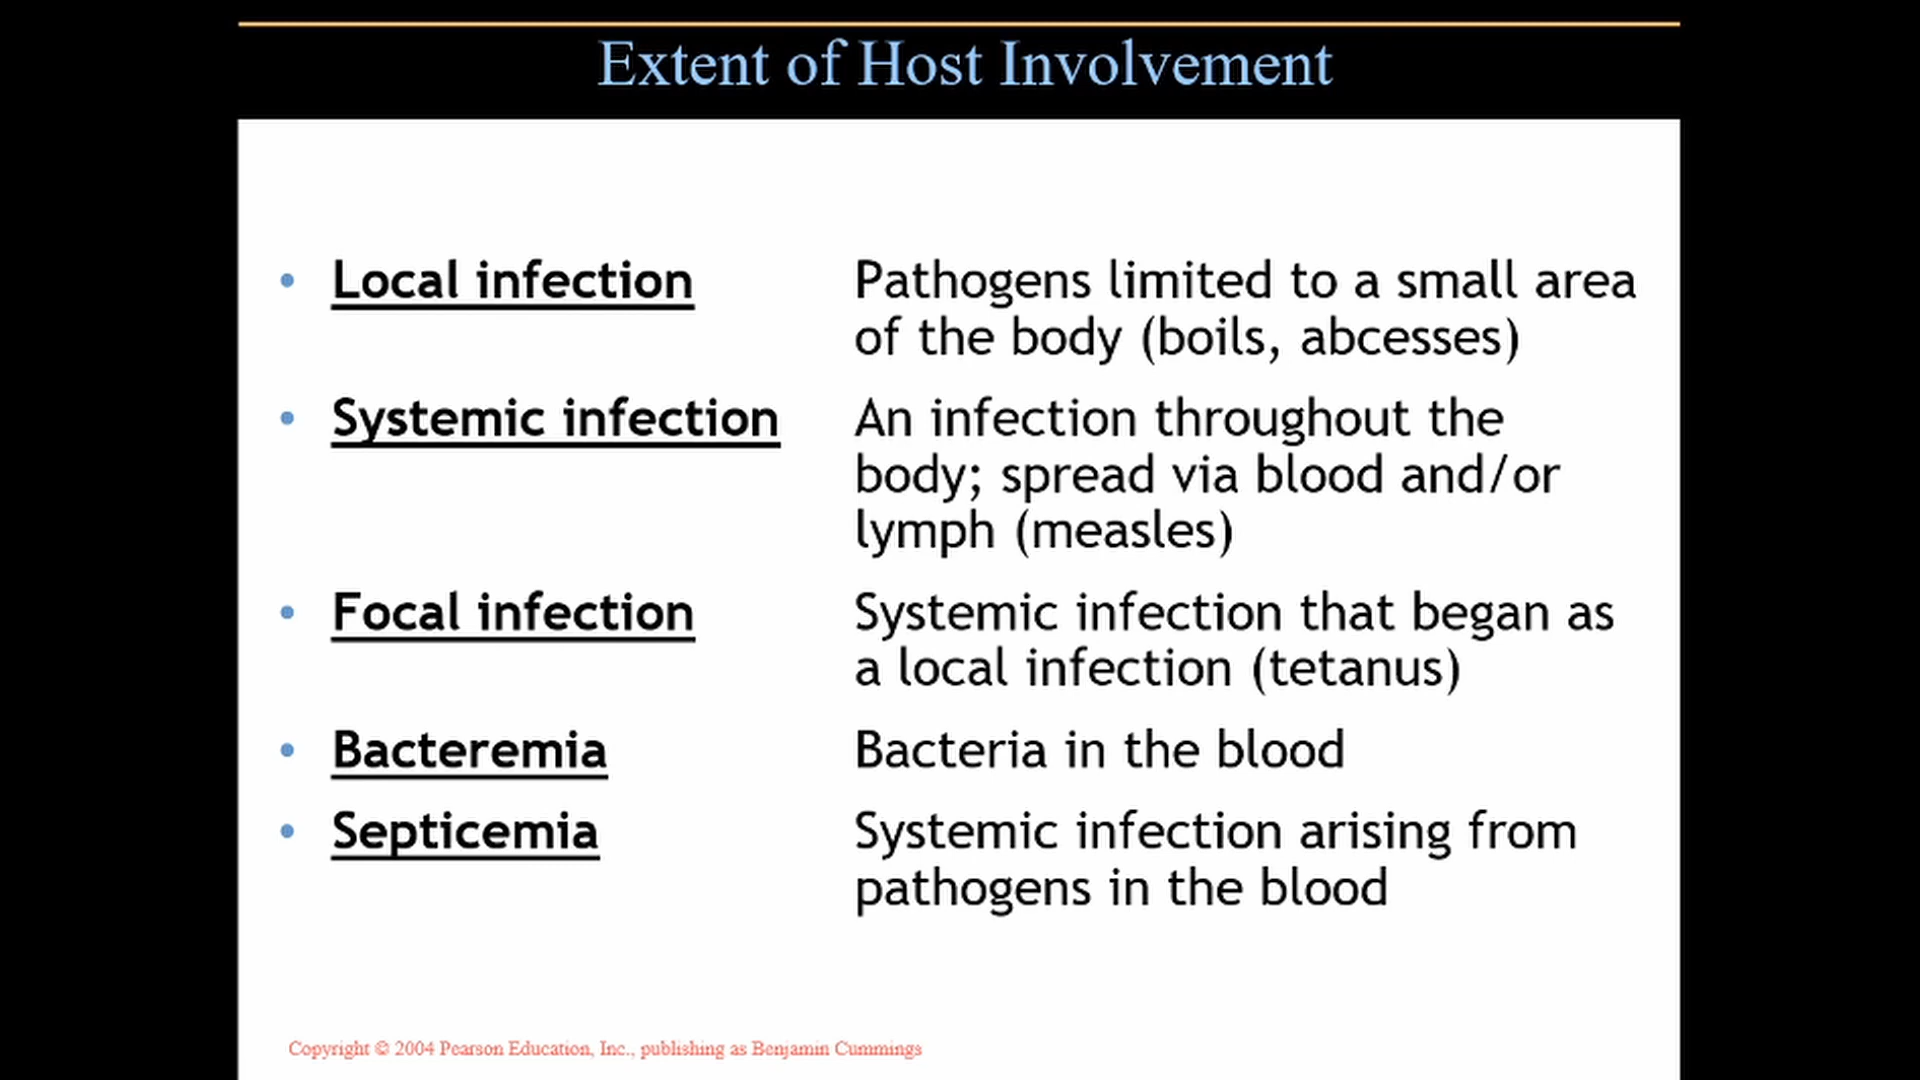 Extent of Host Involvement
• Local infection Pathogens limited to a small area
of the body (boils, abcesses)
• Systemic infection An infection throughout the
body; spread via blood and/or
lymph (measles)
• Focal infection Systemic infection that began as
a local infection (tetanus)
• Bacteremia Bacteria in the blood
• Septicemia Systemic infection arising from
pathogens in the blood
Copyright © 2004 Pearson Education, Inc., publishing as Benjamin Cummings